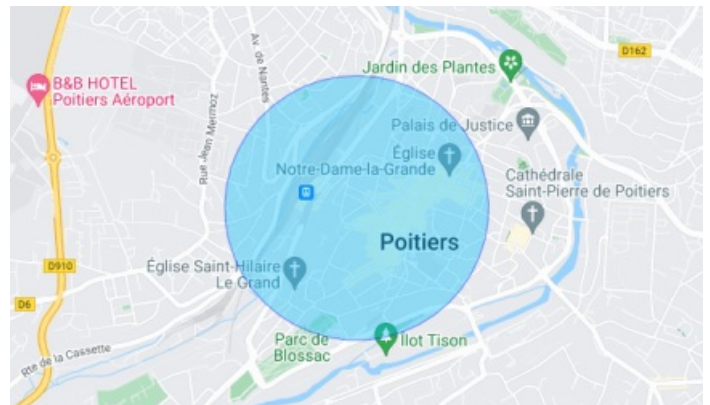 D162
Jardin des Plantes
Av. de Nantes
B&B HOTEL
Poitiers Aéroport
Rue Jean Mermoz
Palais de Justice
Église
Notre-Dame-la-Grande
Cathédrale
Saint-Pierre de Poitiers
Poitiers
D910
Église Saint-Hilaire
Le Grand
D6
Parc de
Blossac
Ilot Tison
Rte de la Cassette